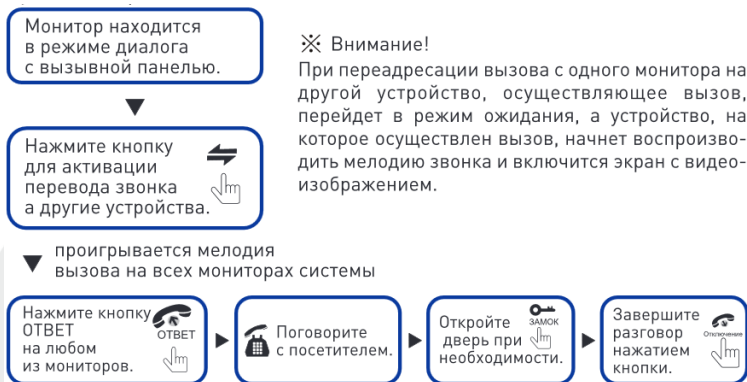 Монитор находится
в режиме диалога
с вызывной панелью.
※ Внимание!
При переадресации вызова с одного монитора на
другой устройство, осуществляющее вызов,
перейдет в режим ожидания, а устройство, на
которое осуществлен вызов, начнет воспроизво-
дить мелодию звонка и включится экран с видео-
изображением.
Нажмите кнопку
для активации
перевода звонка
а другие устройства.
проигрывается мелодия
вызова на всех мониторах системы
Нажмите кнопку
ОТВЕТ
на любом
из мониторов.
ОТВЕТ
Поговорите
с посетителем.
Откройте
дверь при
необходимости.
ЗАМОК
Завершите
разговор
нажатием
кнопки.
Отключение